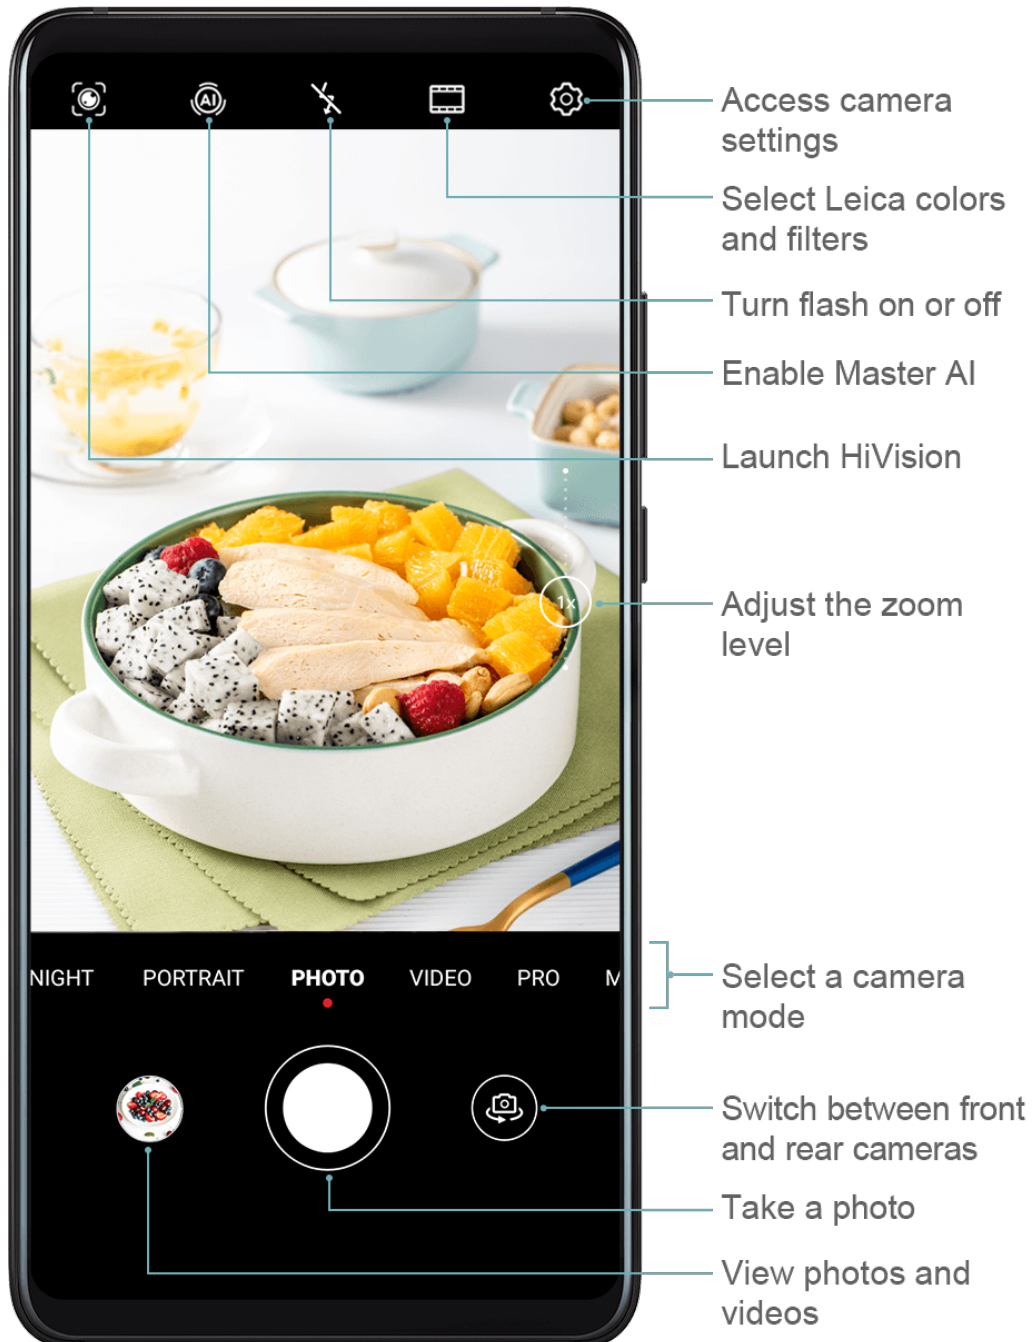 AI
Access camera
settings
Select Leica colors
and filters
Turn flash on or off
Enable Master AI
Launch HiVision
1x
Adjust the zoom
level
NIGHT PORTRAIT PHOTO VIDEO PRO M
Select a camera
mode
Switch between front
and rear cameras
Take a photo
View photos and
videos